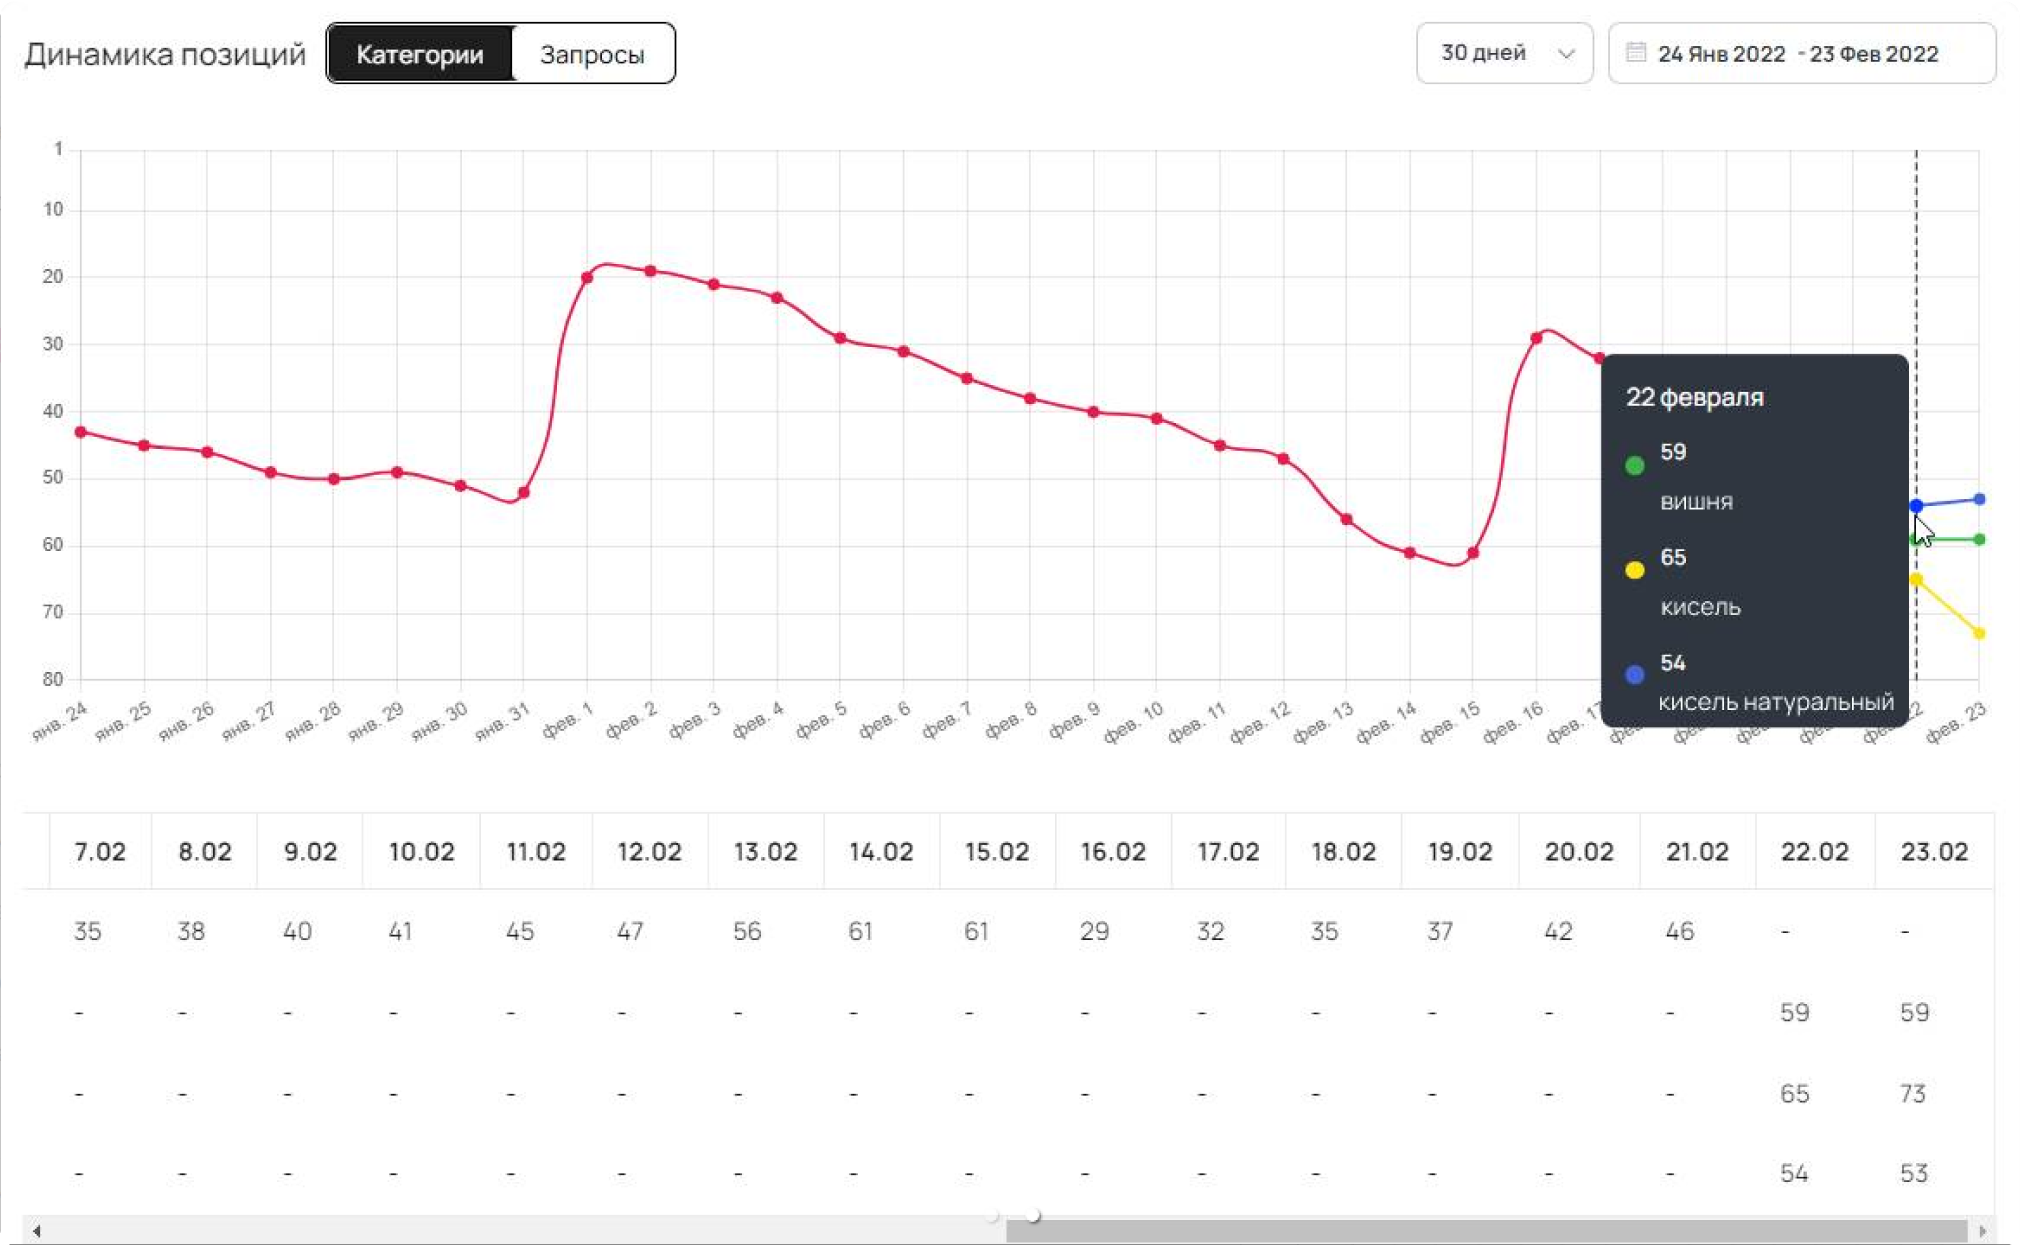 Динамика позиций Категории Запросы 30 дней 24 Янв 2022 - 23 Фев 2022
1
10
20
30
40
50
60
70
80
22 февраля
59
вишня
65
кисель
54
кисель натуральный
янв. 24 янв. 25 янв. 26 янв. 27 янв. 28 янв. 29 янв. 30 янв. 31 фев. 1 фев. 2 фев. 3 фев. 4 фев. 5 фев. 6 фев. 7 фев. 8 фев. 9 фев. 10 фев. 11 фев. 12 фев. 13 фев. 14 фев. 15 фев. 16 фев. 17 фев. 23
7.02 8.02 9.02 10.02 11.02 12.02 13.02 14.02 15.02 16.02 17.02 18.02 19.02 20.02 21.02 22.02 23.02
35 38 40 41 45 47 56 61 61 29 32 35 37 42 46 - -
- - - - - - - - - - - - - - - 59 59
- - - - - - - - - - - - - - - 65 73
- - - - - - - - - - - - - - - 54 53